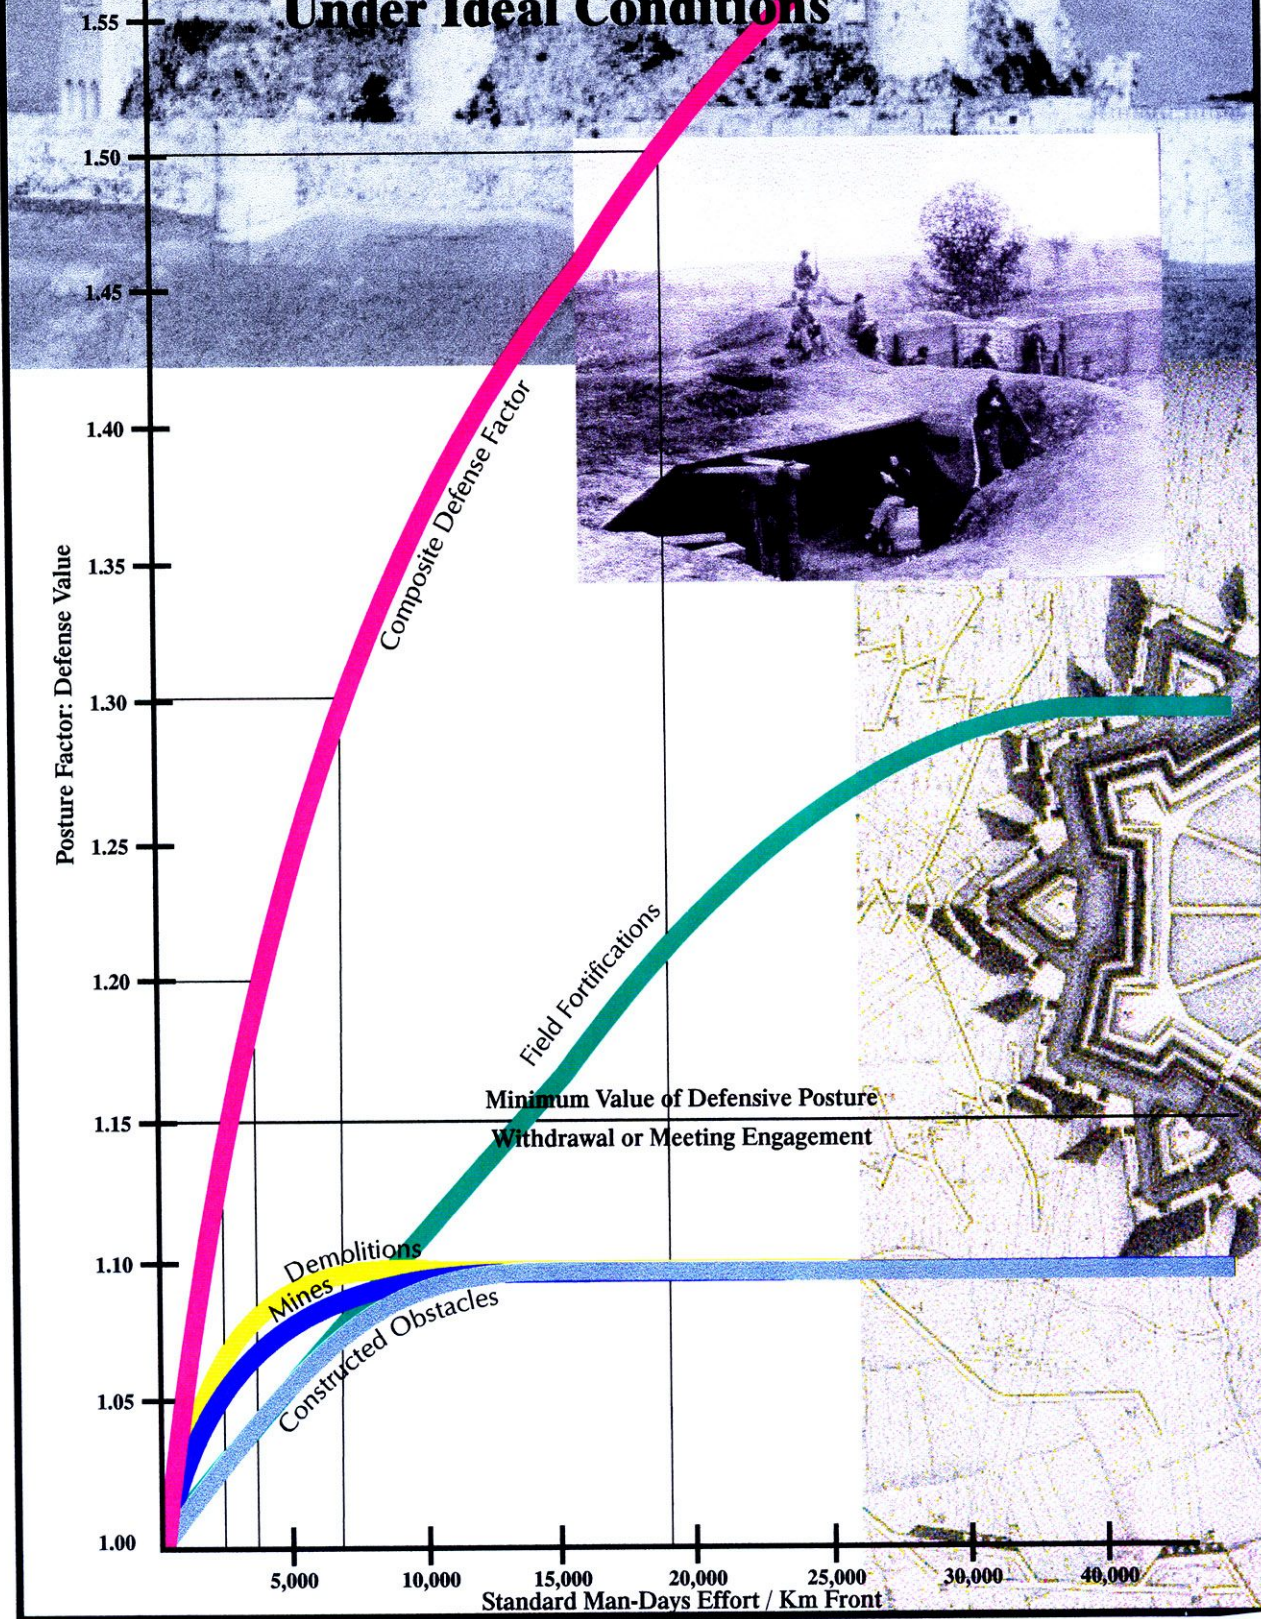 Under Ideal Conditions
1.55
1.50
1.45
1.40
1.35
1.30
1.25
1.20
1.15
1.10
1.05
1.00
Posture Factor: Defense Value
Composite Defense Factor
Field Fortifications
Minimum Value of Defensive Posture
Withdrawal or Meeting Engagement
Demolitions
Mines
Constructed Obstacles
5,000 10,000 15,000 20,000 25,000 30,000 40,000
Standard Man-Days Effort / Km Front